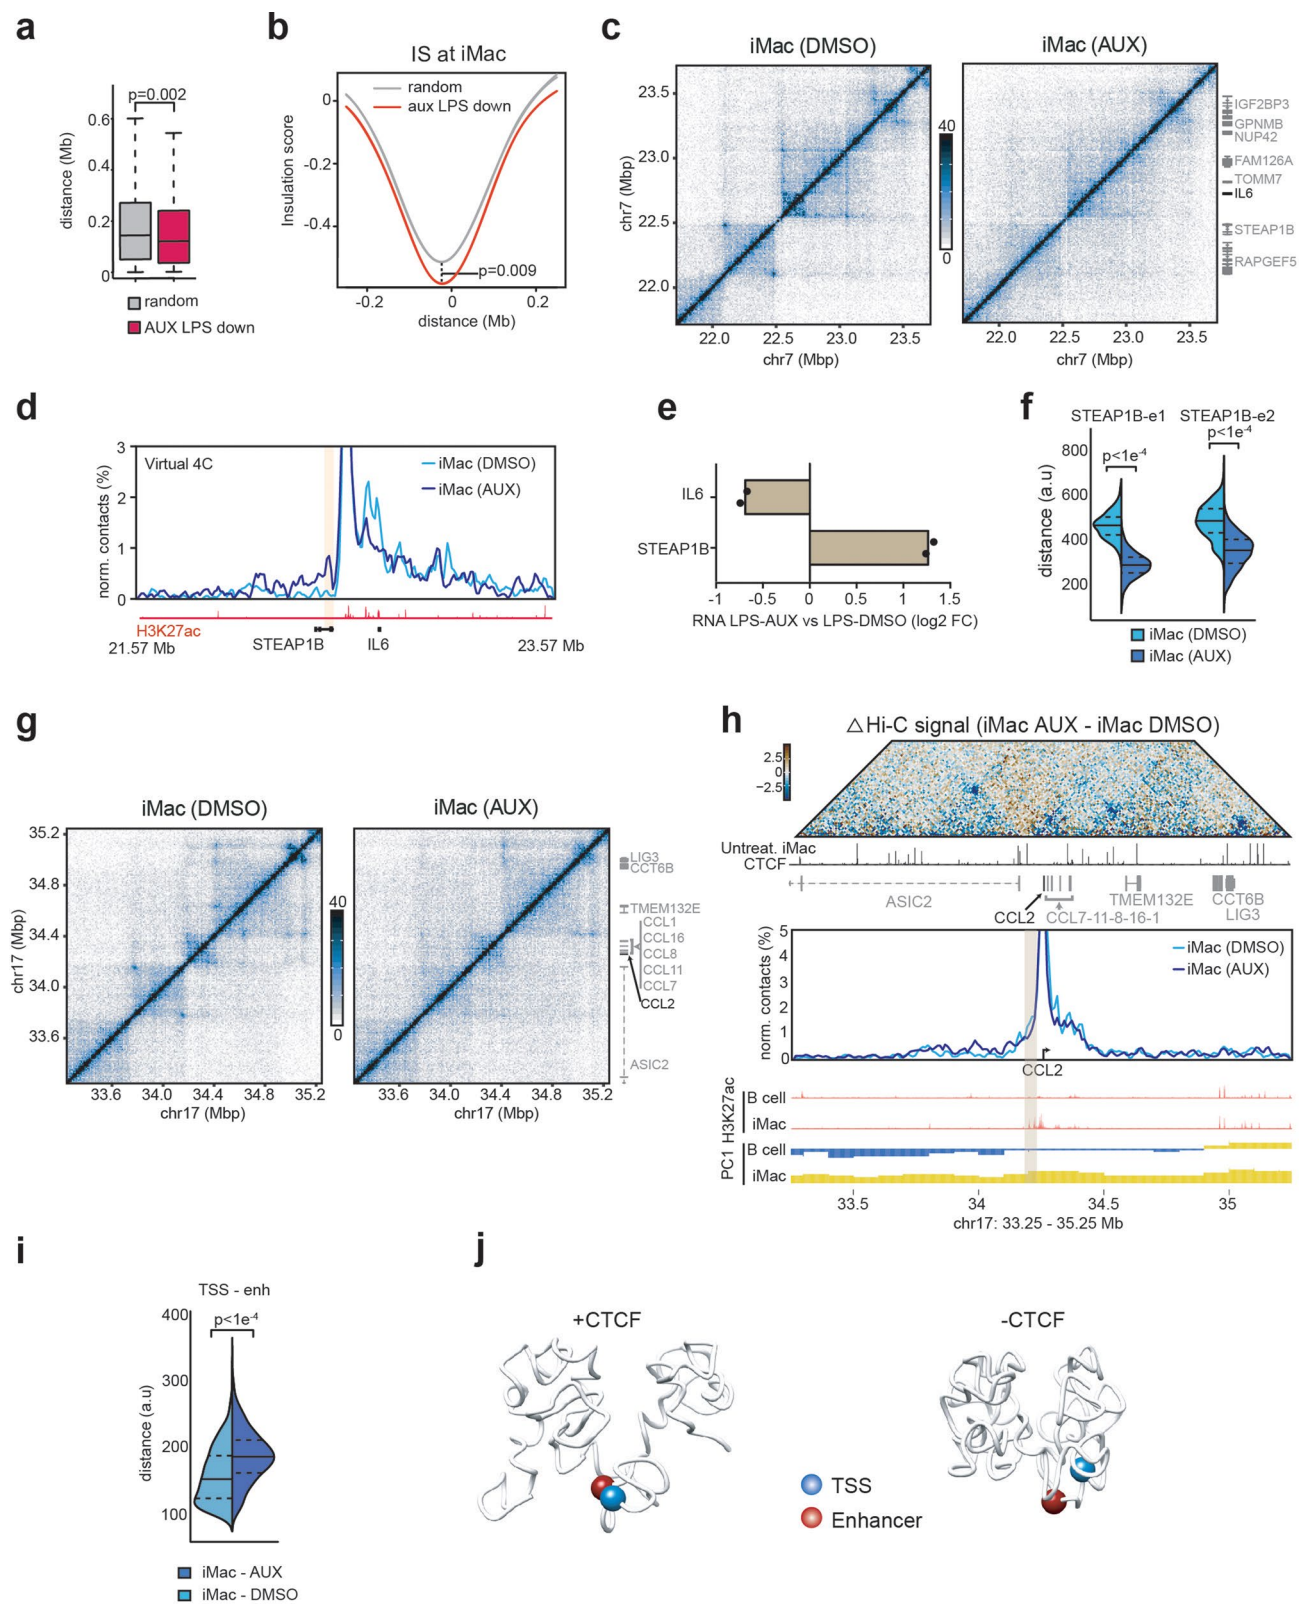 a
p=0.002
distance (Mb)
0.6
0.4
0.2
0
random
AUX LPS down
b
IS at iMac
random
aux LPS down
Insulation score
0
-0.2
-0.4
p=0.009
-0.2
0
0.2
distance (Mb)
c
iMac (DMSO)
iMac (AUX)
chr7 (Mbp)
23.5
23.0
22.5
22.0
40
0
22.0
22.5
23.0
23.5
chr7 (Mbp)
22.0
22.5
23.0
23.5
chr7 (Mbp)
IGF2BP3
GPNMB
NUP42
FAM126A
TOMM7
IL6
STEAP1B
RAPGEF5
d
norm. contacts (%)
3
2
1
0
Virtual 4C
iMac (DMSO)
iMac (AUX)
H3K27ac
21.57 Mb
STEAP1B
IL6
23.57 Mb
e
IL6
STEAP1B
-1
-0.5
0
0.5
1
1.5
RNA LPS-AUX vs LPS-DMSO (log2 FC)
f
STEAP1B-e1
STEAP1B-e2
p<1e-4
p<1e-4
distance (a.u)
800
600
400
200
iMac (DMSO)
iMac (AUX)
g
iMac (DMSO)
iMac (AUX)
chr17 (Mbp)
35.2
34.8
34.4
34.0
33.6
40
0
33.6
34.0
34.4
34.8
35.2
chr17 (Mbp)
33.6
34.0
34.4
34.8
35.2
chr17 (Mbp)
LIG3
CCT6B
TMEM132E
CCL1
CCL16
CCL8
CCL11
CCL7
CCL2
ASIC2
h
△Hi-C signal (iMac AUX - iMac DMSO)
2.5
0
−2.5
Untreat. iMac
CTCF
ASIC2
CCL2
CCL7-11-8-16-1
TMEM132E
CCT6B
LIG3
norm. contacts (%)
5
4
3
2
1
0
iMac (DMSO)
iMac (AUX)
CCL2
H3K27ac
B cell
iMac
PC1
B cell
iMac
33.5
34
34.5
35
chr17: 33.25 - 35.25 Mb
i
TSS - enh
p<1e-4
distance (a.u)
400
300
200
100
iMac - AUX
iMac - DMSO
j
+CTCF
-CTCF
TSS
Enhancer